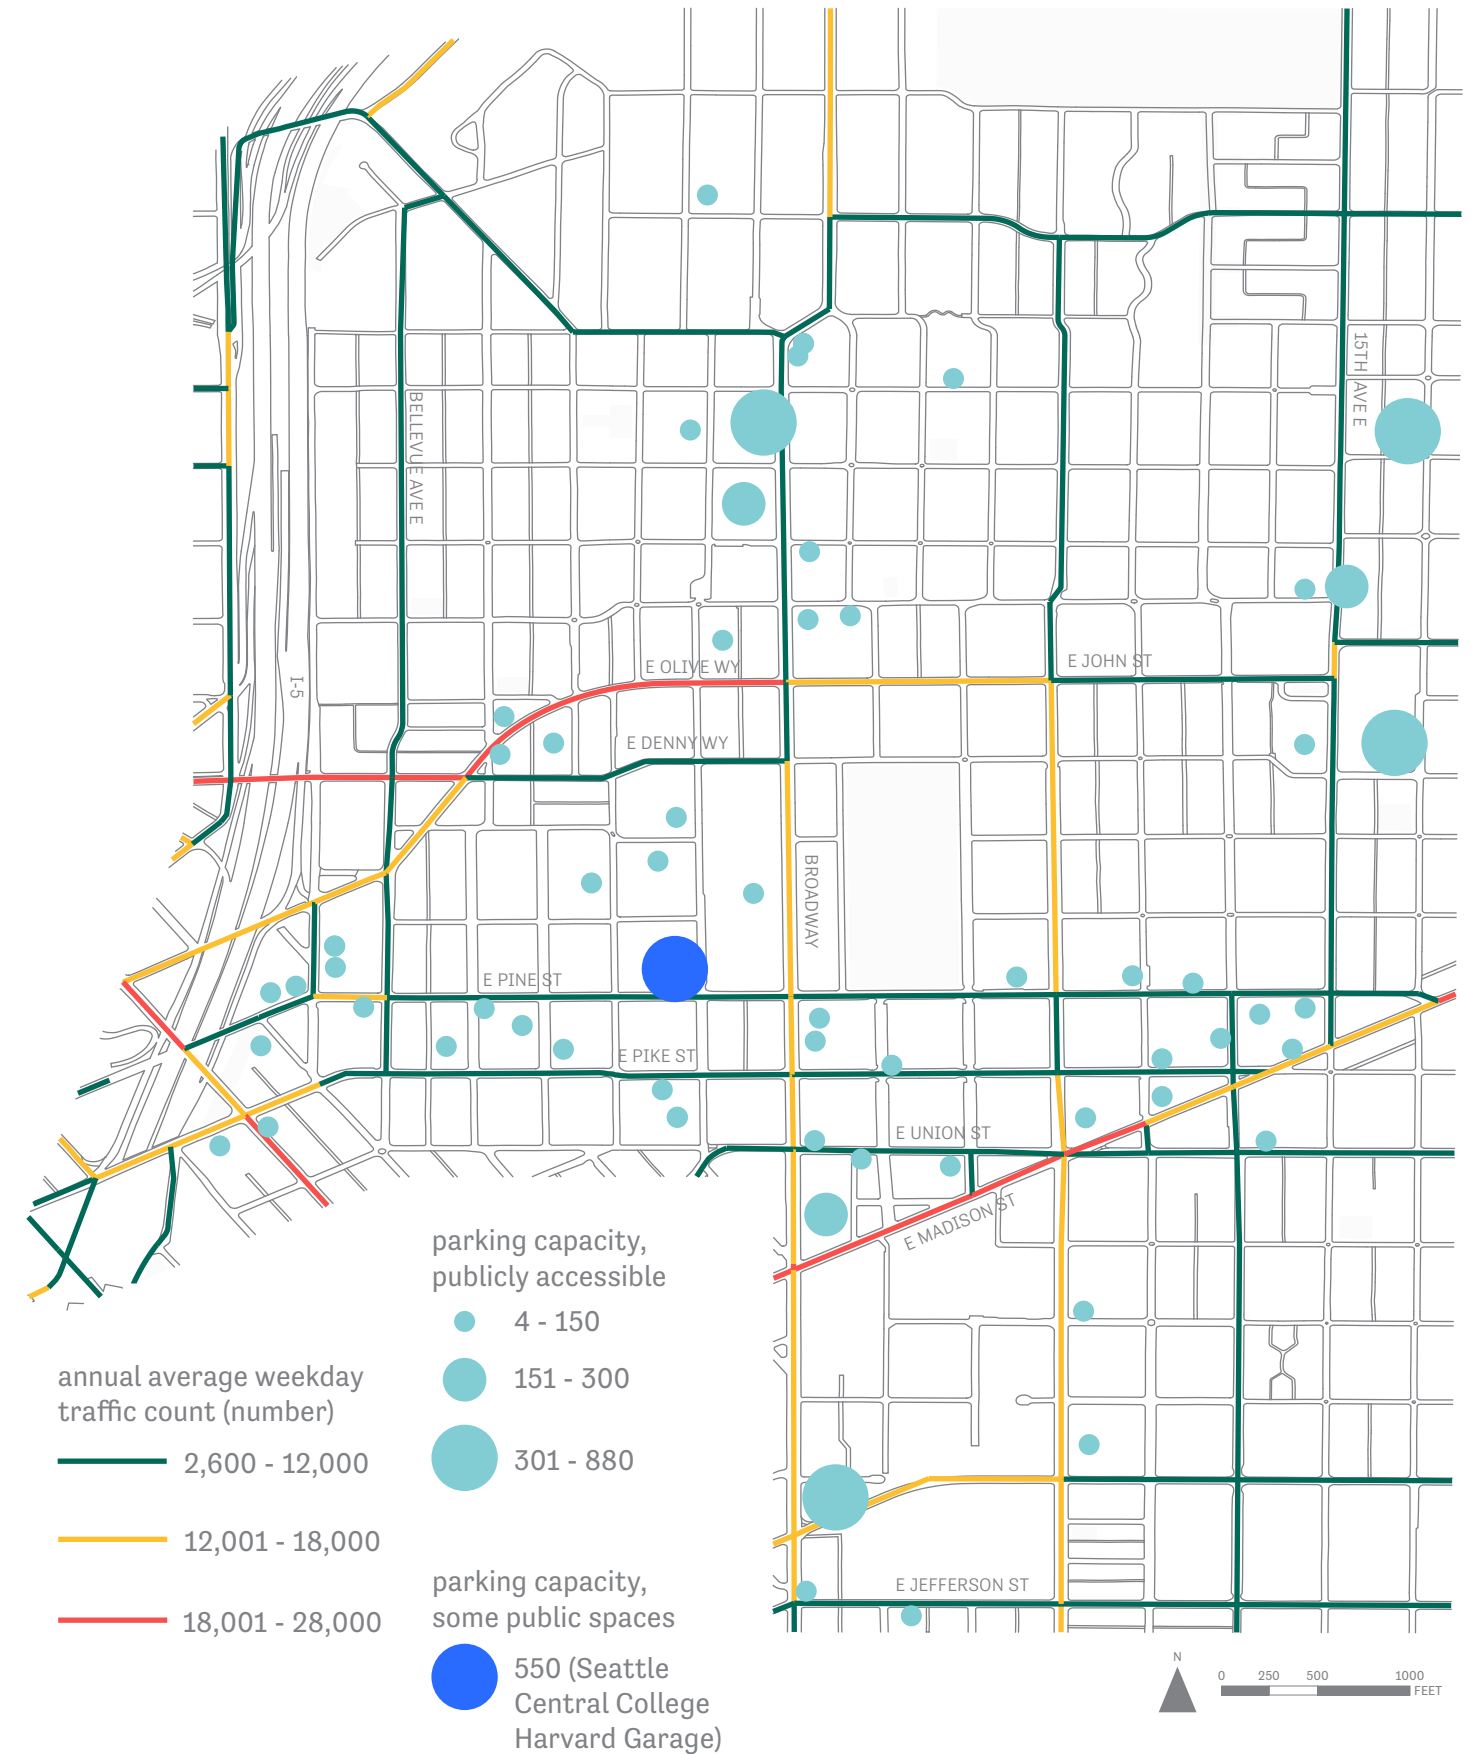 15TH AVE E
BELLEVUE AVE E
I-5
E OLIVE WY
E JOHN ST
E DENNY WY
BROADWAY
E PINE ST
E PIKE ST
E UNION ST
E MADISON ST
E JEFFERSON ST
parking capacity,
publicly accessible
4 - 150
151 - 300
301 - 880
annual average weekday
traffic count (number)
2,600 - 12,000
12,001 - 18,000
18,001 - 28,000
parking capacity,
some public spaces
550 (Seattle
Central College
Harvard Garage)
N
0 250 500 1000
FEET